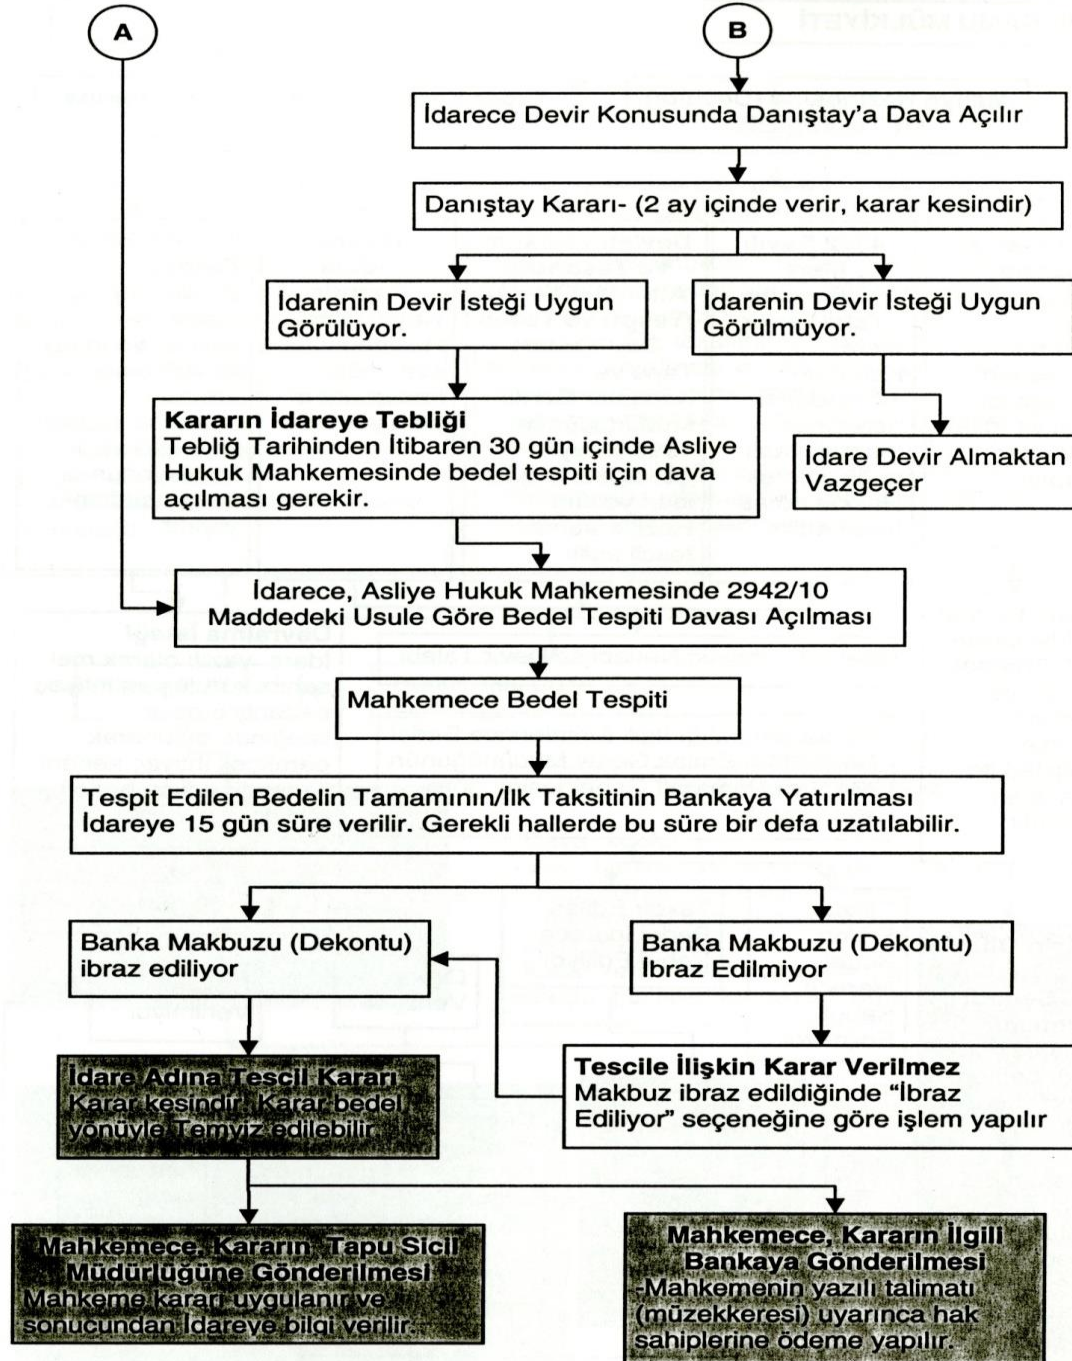 A
B
İdarece Devir Konusunda Danıştay'a Dava Açılır
Danıştay Kararı- (2 ay içinde verir, karar kesindir)
İdarenin Devir İsteği Uygun
Görülüyor.
İdarenin Devir İsteği Uygun
Görülmüyor.
Kararın İdareye Tebliği
Tebliğ Tarihinden İtibaren 30 gün içinde Asliye
Hukuk Mahkemesinde bedel tespiti için dava
açılması gerekir.
İdare Devir Almaktan
Vazgeçer
İdarece, Asliye Hukuk Mahkemesinde 2942/10
Maddedeki Usule Göre Bedel Tespiti Davası Açılması
Mahkemece Bedel Tespiti
Tespit Edilen Bedelin Tamamının/İlk Taksitinin Bankaya Yatırılması
İdareye 15 gün süre verilir. Gerekli hallerde bu süre bir defa uzatılabilir.
Banka Makbuzu (Dekontu)
ibraz ediliyor
Banka Makbuzu (Dekontu)
İbraz Edilmiyor
Tescile İlişkin Karar Verilmez
Makbuz ibraz edildiğinde "İbraz
Ediliyor" seçeneğine göre işlem yapılır
İdare Adına Tescil Kararı
Karar kesindir. Karar bedel
yönüyle Temyiz edilebilir
Mahkemece, Kararın Tapu Sicil
Müdürlüğüne Gönderilmesi
Mahkeme kararı uygulanır ve
sonucundan İdareye bilgi verilir.
Mahkemece, Kararın İlgili
Bankaya Gönderilmesi
-Mahkemenin yazılı talimatı
(müzekkeresi) uyarınca hak
sahiplerine ödeme yapılır.